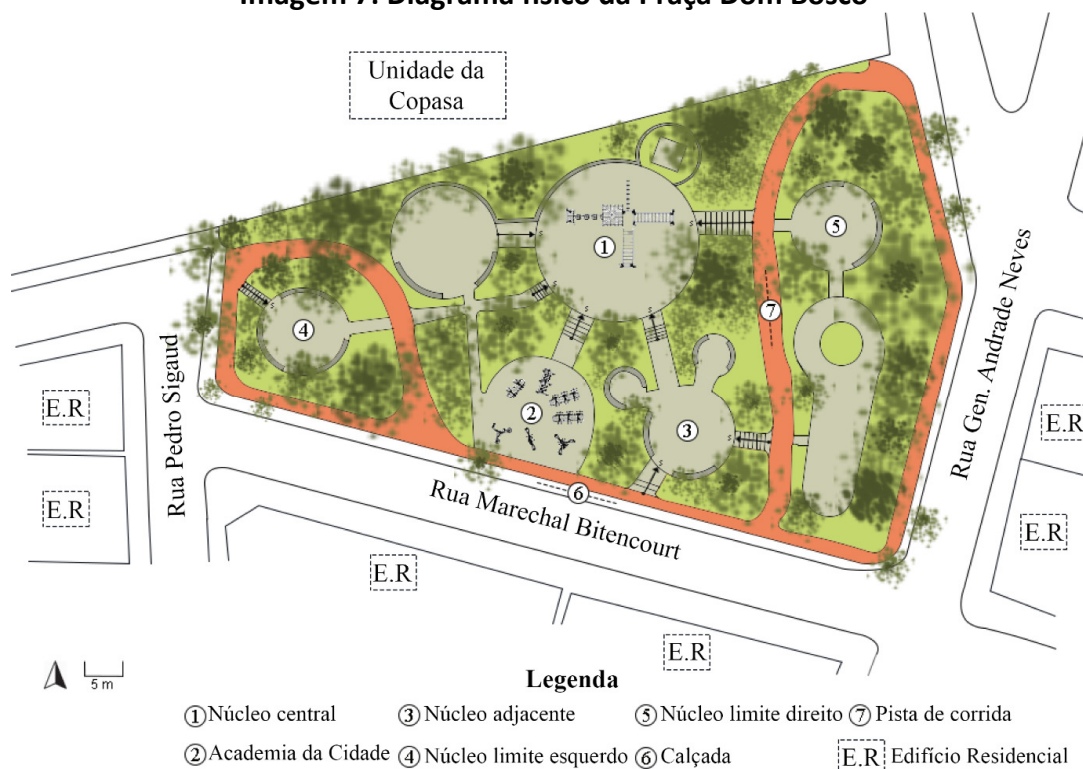 Imagem 7: Diagrama físico da Praça Dom Bosco
Unidade da
Copasa
1
5
4
7
2
3
6
Rua Pedro Sigaud
Rua Marechal Bitencourt
Rua Gen. Andrade Neves
E.R
E.R
E.R
E.R
E.R
E.R
5 m
Legenda
1 Núcleo central
3 Núcleo adjacente
5 Núcleo limite direito
7 Pista de corrida
2 Academia da Cidade
4 Núcleo limite esquerdo
6 Calçada
E.R Edifício Residencial